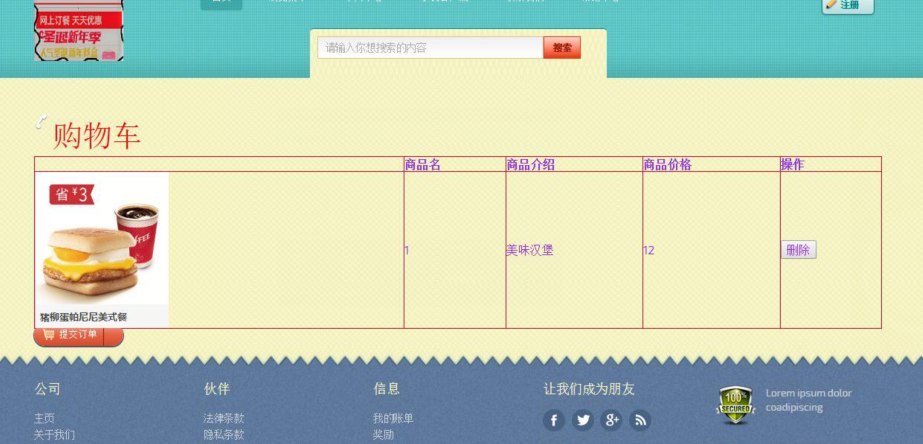 网上订餐 天天优惠
圣诞新年季
注册
请输入你想搜索的内容
搜索
购物车
商品名 商品介绍 商品价格 操作
省¥3
猪柳蛋帕尼尼美式餐
1 美味汉堡 12 删除
提交订单
公司 伙伴 信息 让我们成为朋友
主页 法律条款 我的账单
关于我们 隐私条款 奖励
100%
SECURED
Lorem ipsum dolor
coadipiscing